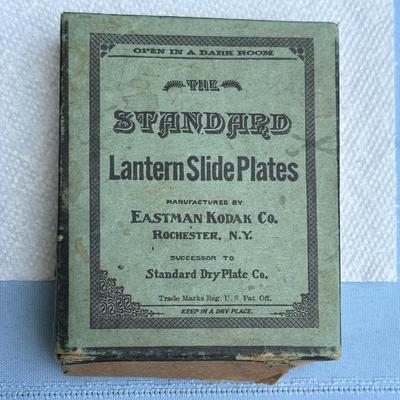 OPEN IN A DARK ROOM
THE
STANDARD
Lantern Slide Plates
MANUFACTURED BY
EASTMAN KODAK CO.
ROCHESTER, N.Y.
SUCCESSOR TO
Standard Dry Plate Co.
Trade Marks Reg. U. S. Pat. Off.
KEEP IN A DRY PLACE.